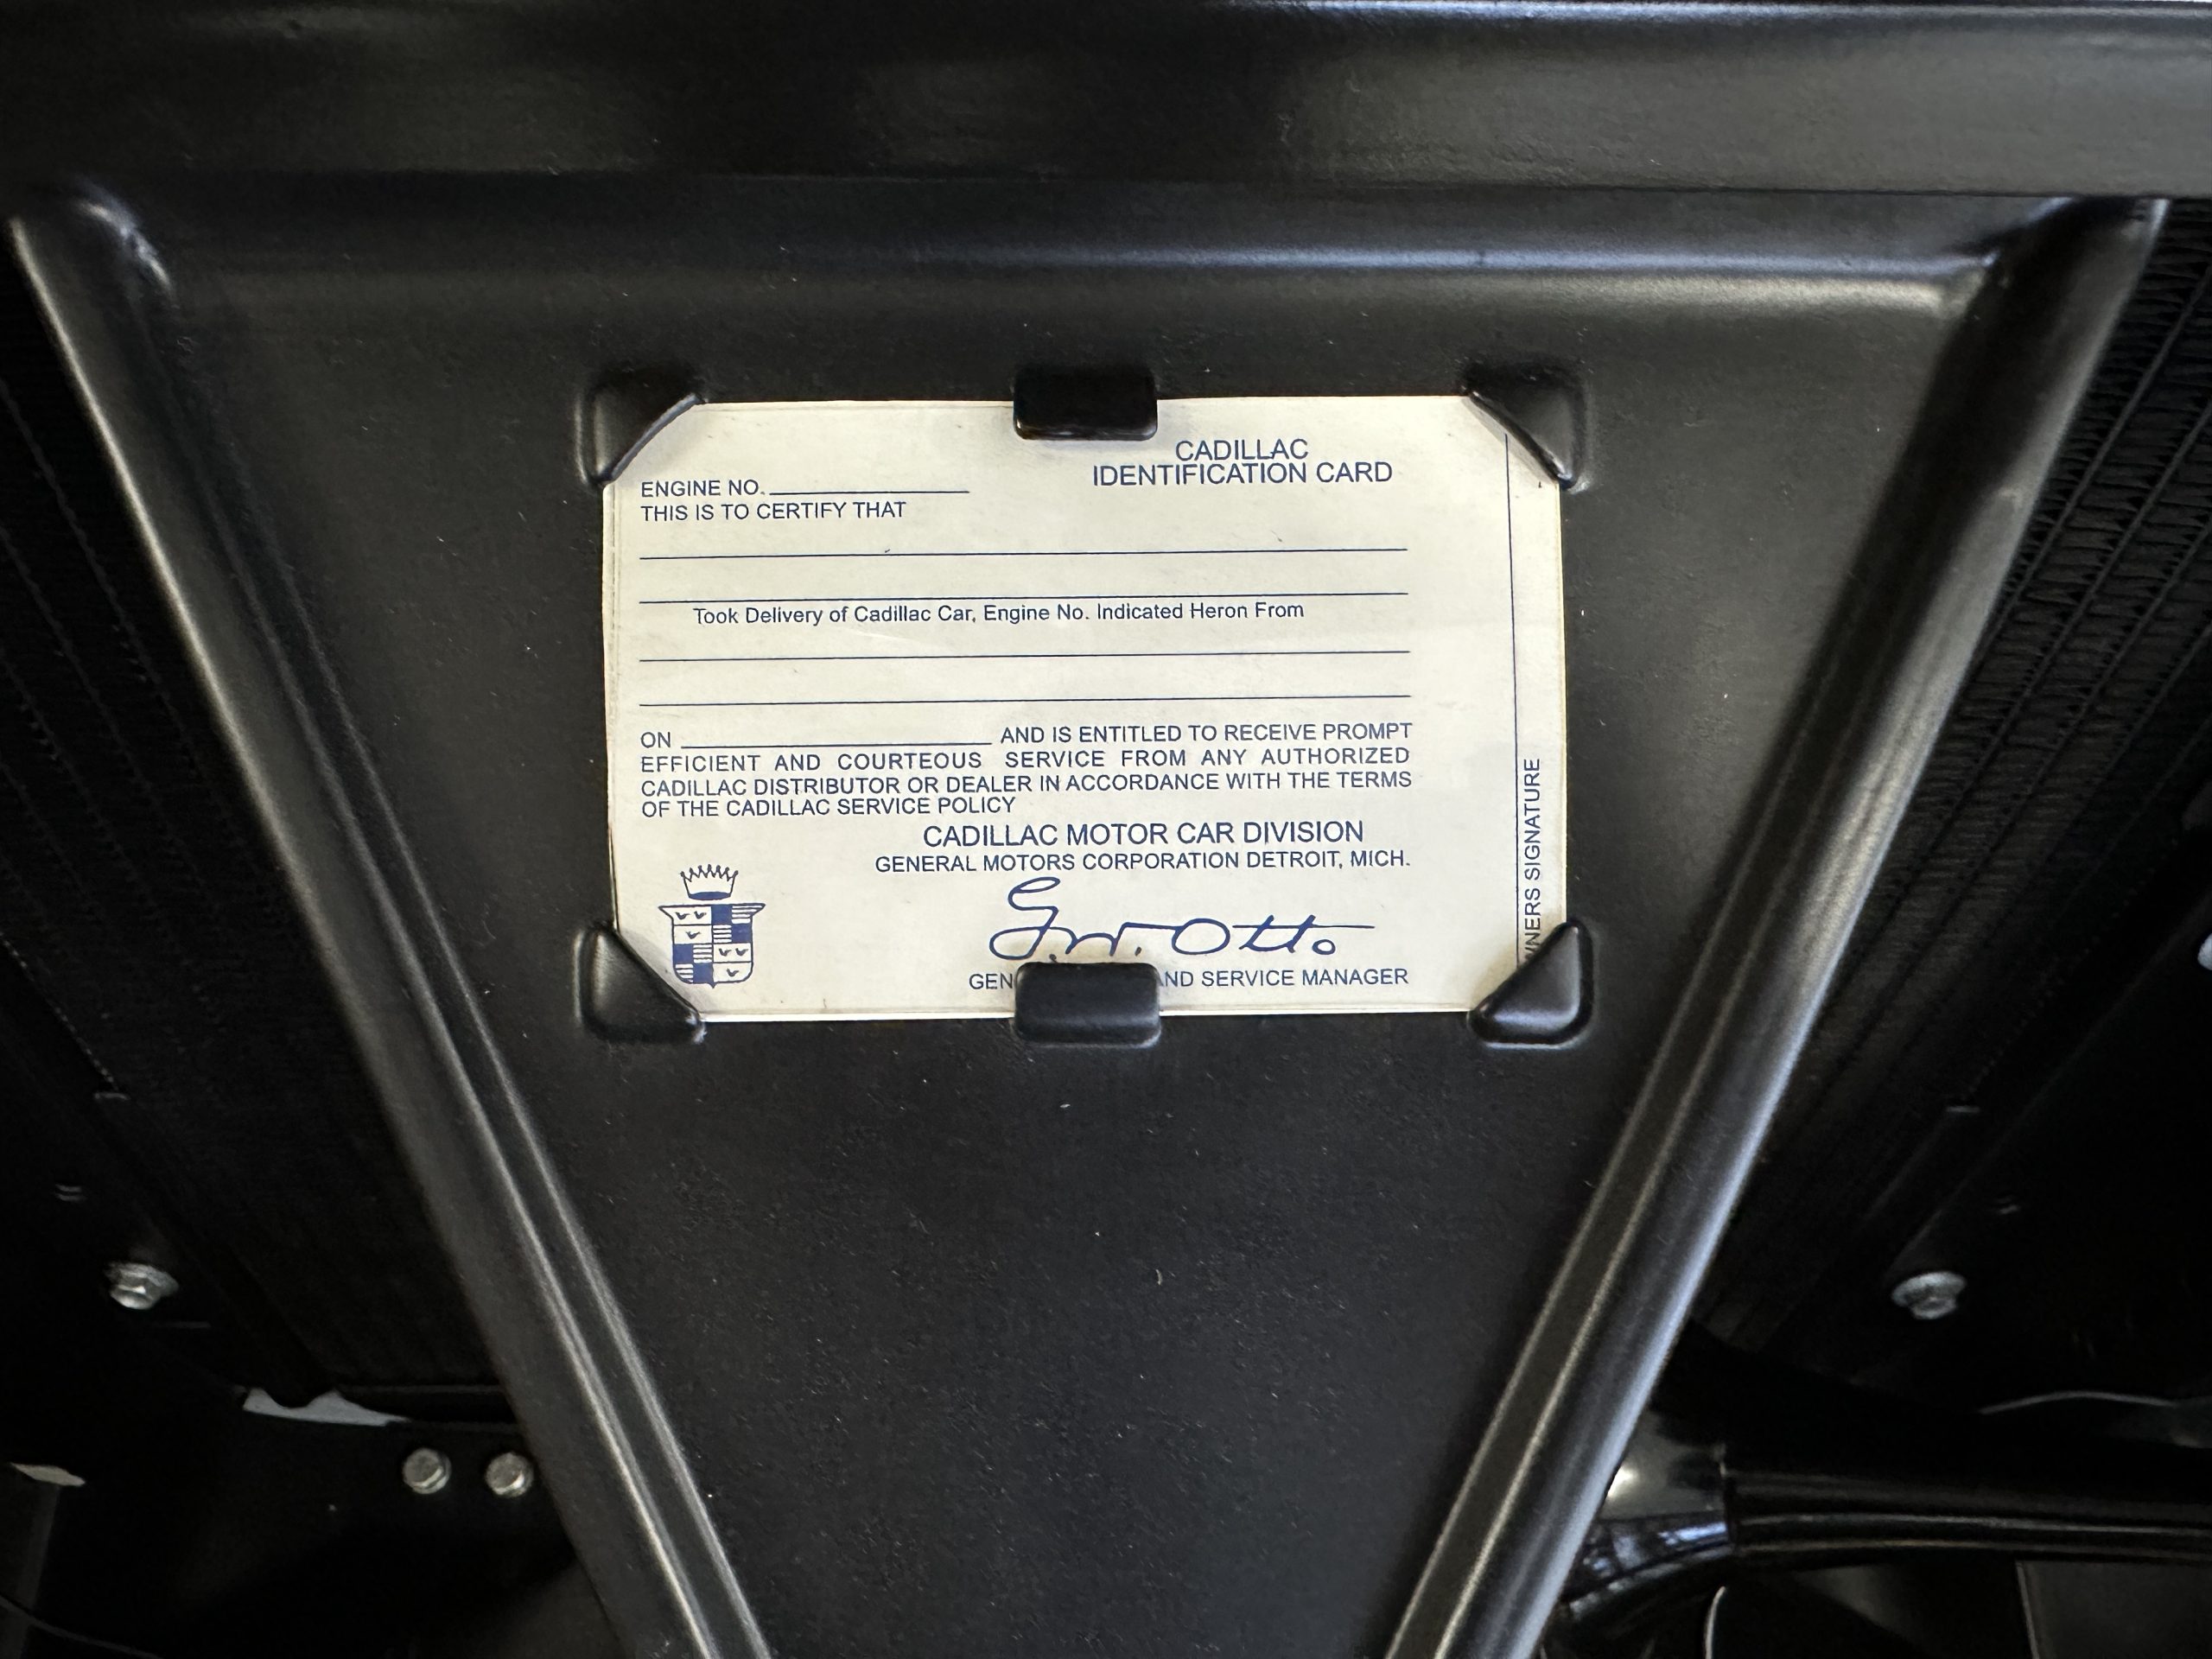 CADILLAC
IDENTIFICATION CARD
ENGINE NO.
THIS IS TO CERTIFY THAT
Took Delivery of Cadillac Car, Engine No. Indicated Heron From
ON AND IS ENTITLED TO RECEIVE PROMPT
EFFICIENT AND COURTEOUS SERVICE FROM ANY AUTHORIZED
CADILLAC DISTRIBUTOR OR DEALER IN ACCORDANCE WITH THE TERMS
OF THE CADILLAC SERVICE POLICY
CADILLAC MOTOR CAR DIVISION
GENERAL MOTORS CORPORATION DETROIT, MICH.
G.W. Otto
SERVICE MANAGER
SIGNATURE